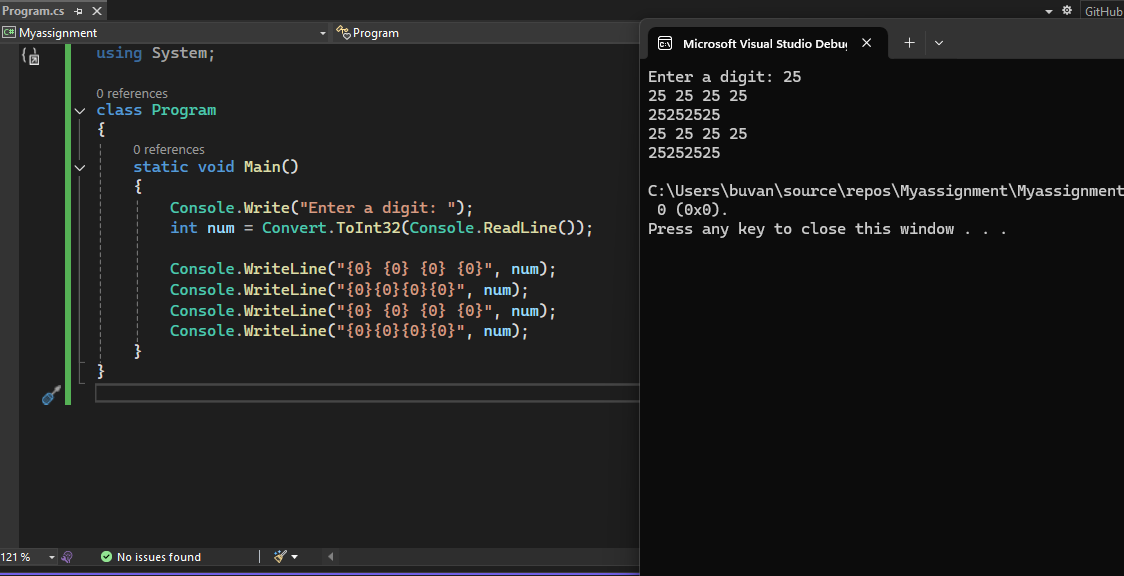 Program.cs
GitHub
C# Myassignment
Program
using System;
0 references
class Program
{
0 references
static void Main()
{
Console.Write("Enter a digit: ");
int num = Convert.ToInt32(Console.ReadLine());
Console.WriteLine("{0} {0} {0} {0}", num);
Console.WriteLine("{0}{0}{0}{0}", num);
Console.WriteLine("{0} {0} {0} {0}", num);
Console.WriteLine("{0}{0}{0}{0}", num);
}
}
121 %
No issues found
Microsoft Visual Studio Debug
Enter a digit: 25
25 25 25 25
25252525
25 25 25 25
25252525
C:\Users\buvan\source\repos\Myassignment\Myassignment
0 (0x0).
Press any key to close this window . . .